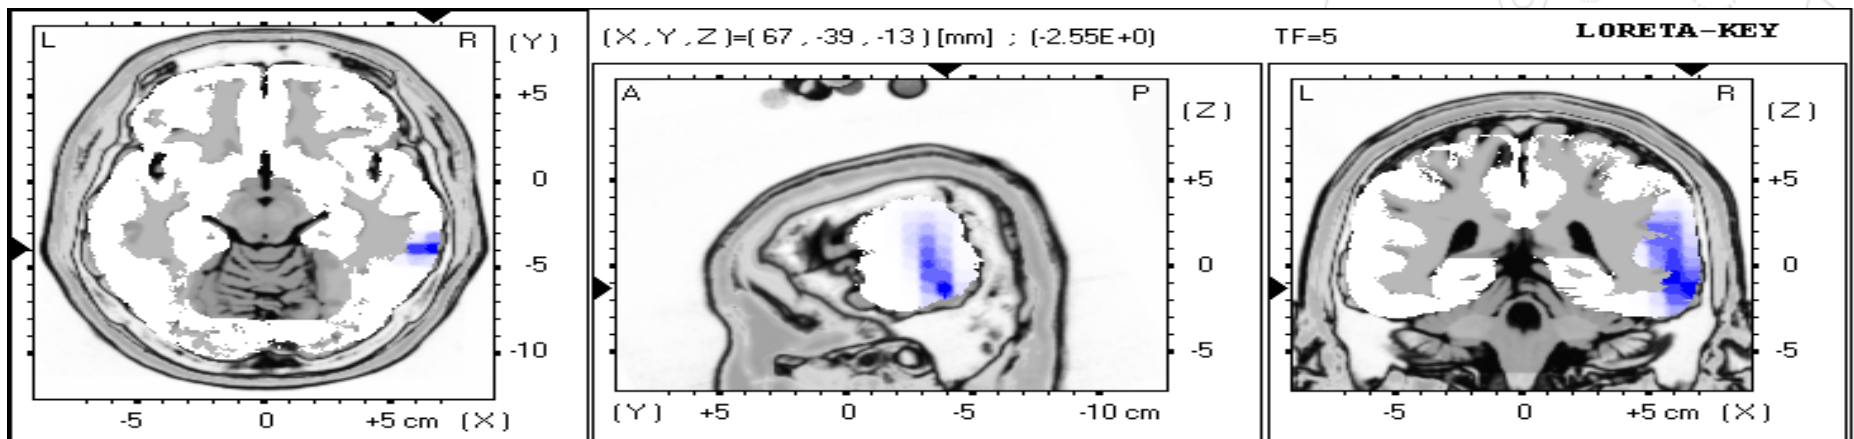 (X,Y,Z)=(67,-39,-13)[mm] ; (-2.55E+0) TF=5 LORETA-KEY
L R (Y)
+5
0
-5
-10
-5 0 +5 cm (X)
A P (Z)
+5
0
-5
(Y) +5 0 -5 -10 cm
L R (Z)
+5
0
-5
-5 0 +5 cm (X)